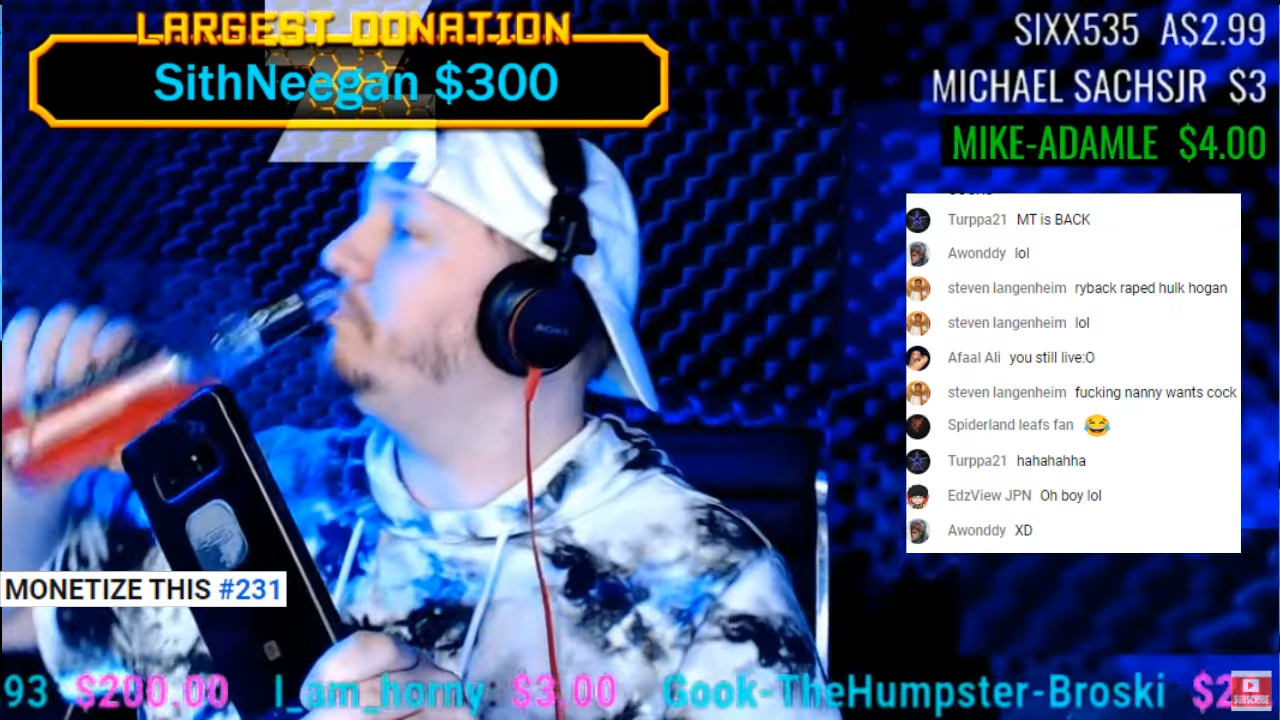 LARGEST DONATION
SithNeegan $300
SIXX535 A$2.99
MICHAEL SACHSJR $3
MIKE-ADAMLE $4.00
Turppa21 MT is BACK
Awonddy lol
steven langenheim ryback raped hulk hogan
steven langenheim lol
Afaal Ali you still live:O
steven langenheim fucking nanny wants cock
Spiderland leafs fan 😂
Turppa21 hahahahha
EdzView JPN Oh boy lol
Awonddy XD
SONY
MONETIZE THIS #231
93 $200.00 I_am_horny $3.00 Gook-TheHumpster-Broski $2
SUBSCRIBE